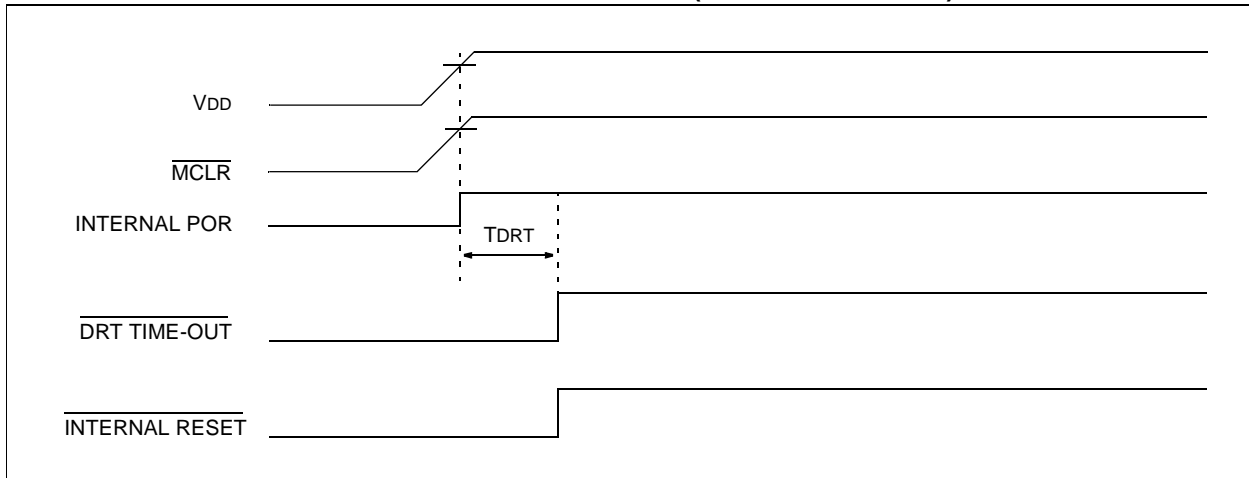 VDD
MCLR
INTERNAL POR
TDRT
DRT TIME-OUT
INTERNAL RESET